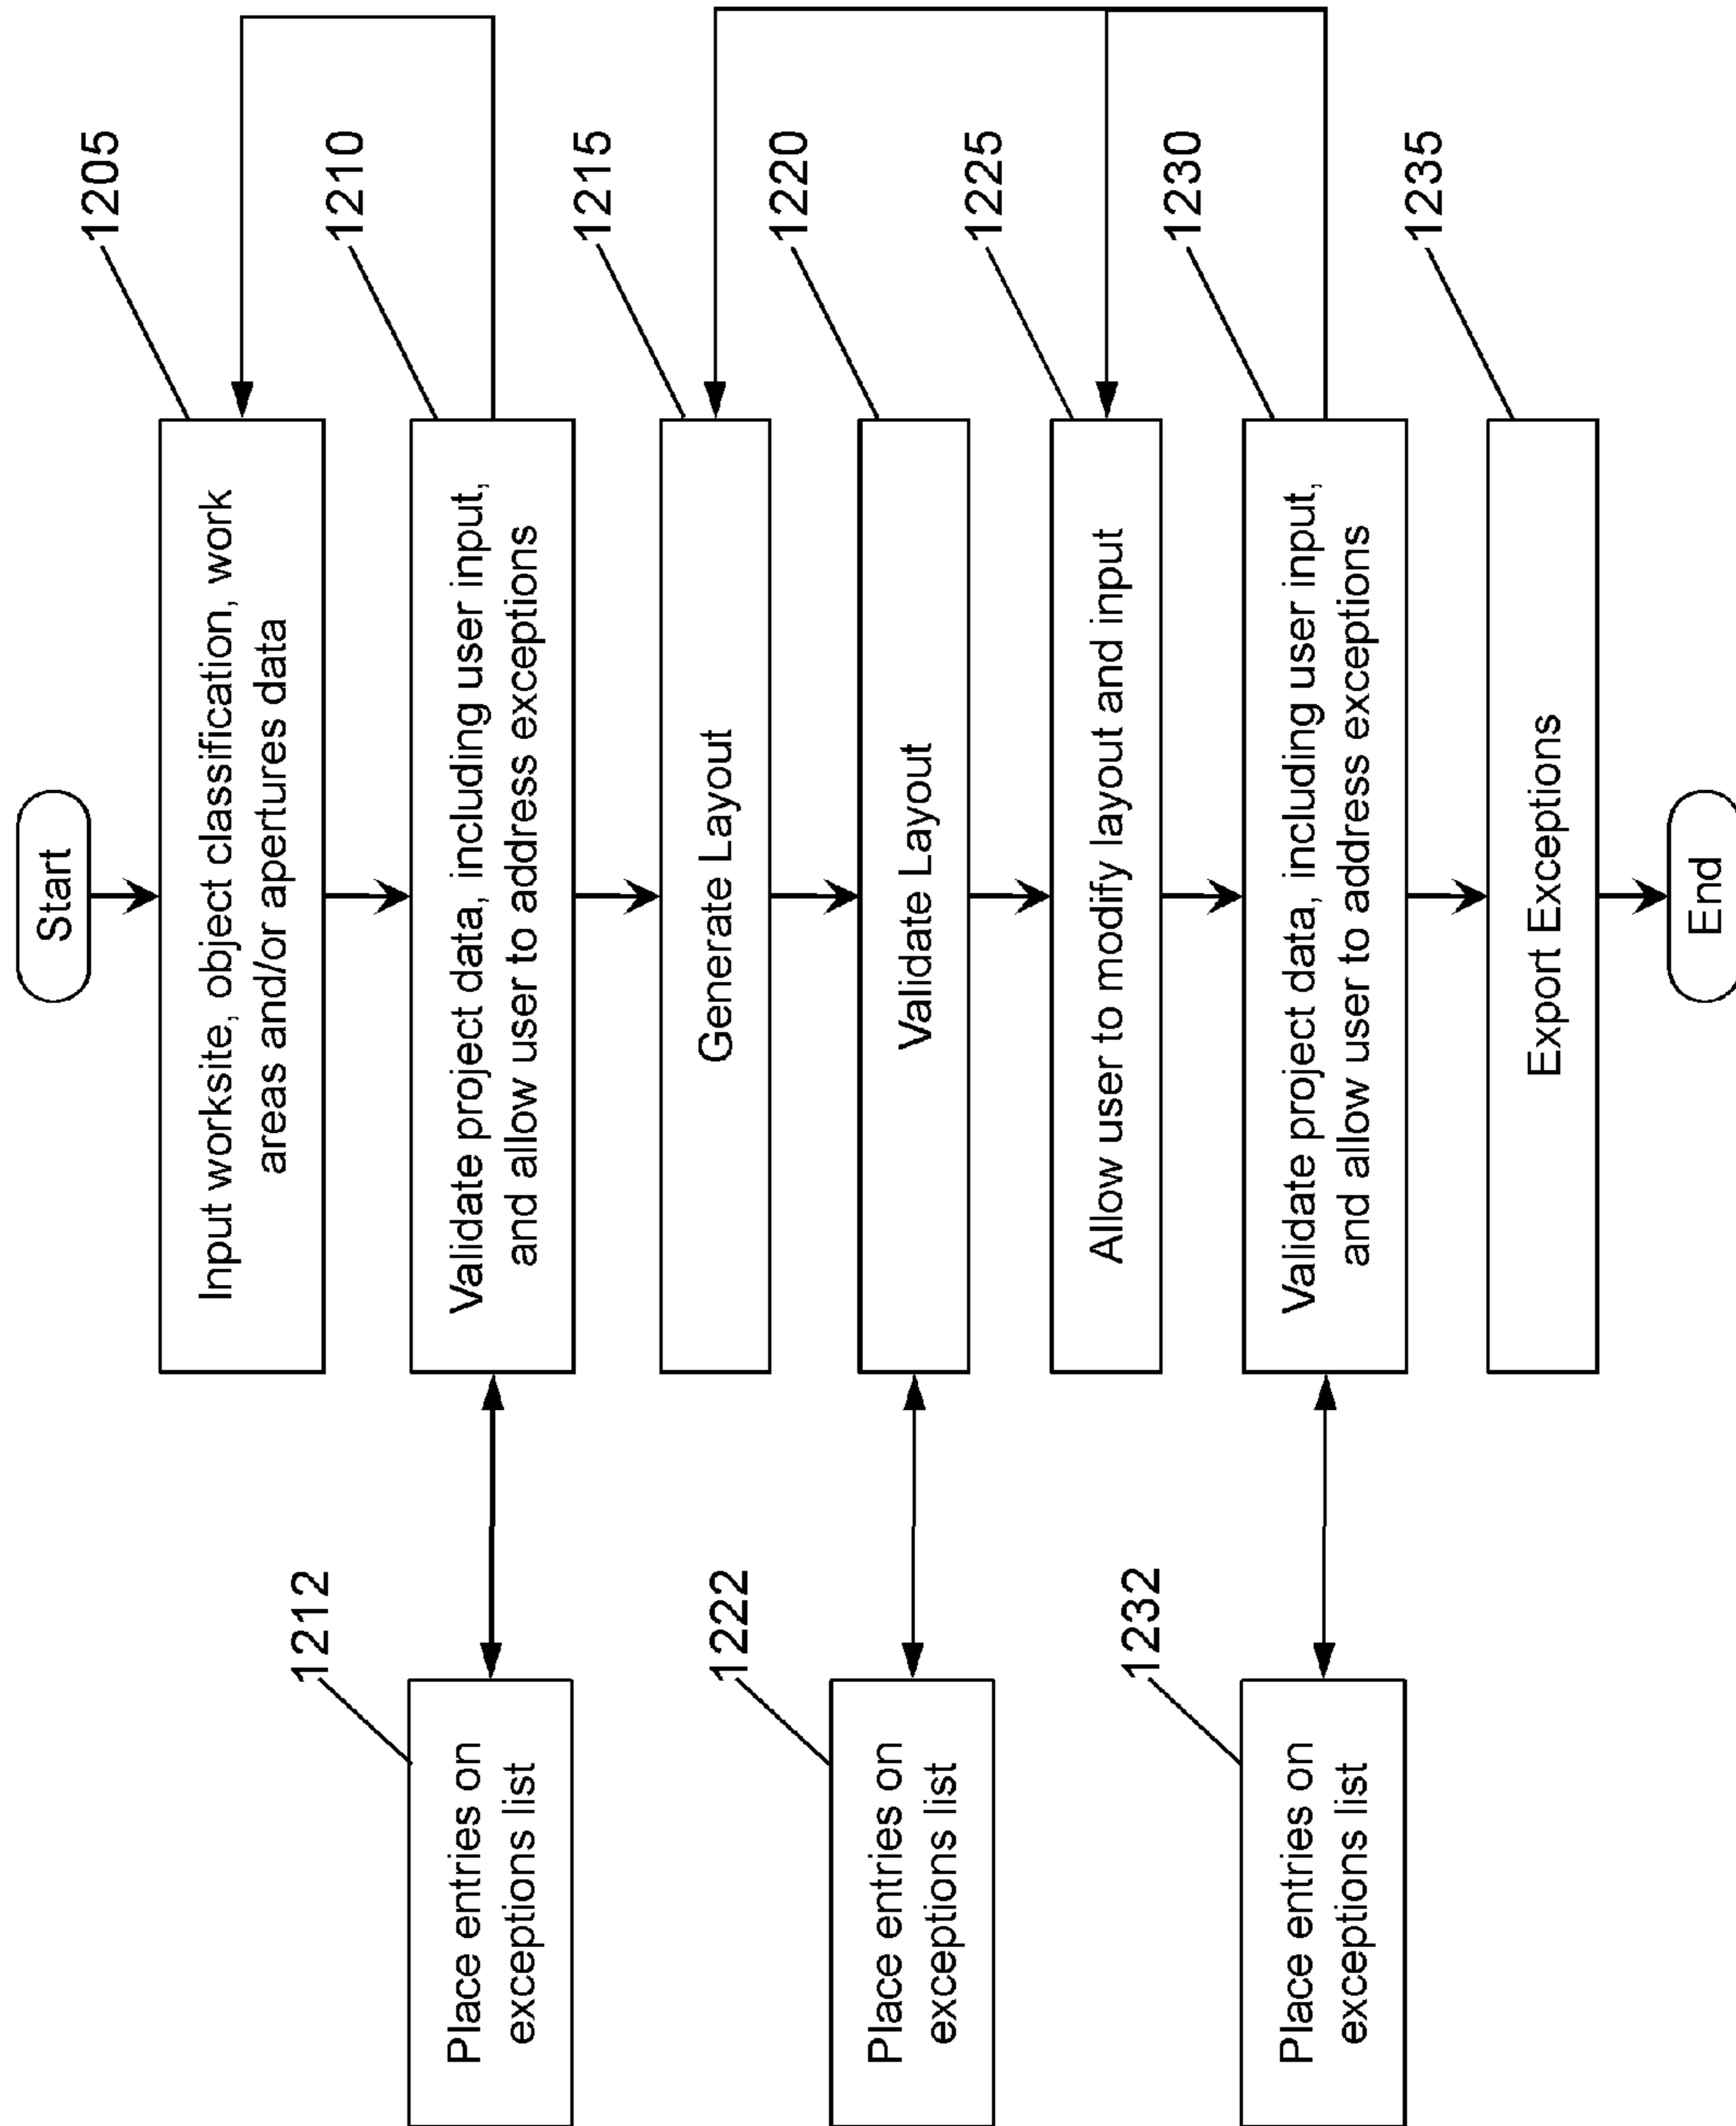 Start
1205
Input worksite, object classification, work
areas and/or apertures data
1210
Validate project data, including user input,
and allow user to address exceptions
1212
Place entries on
exceptions list
1215
Generate Layout
1220
Validate Layout
1222
Place entries on
exceptions list
1225
Allow user to modify layout and input
1230
Validate project data, including user input,
and allow user to address exceptions
1232
Place entries on
exceptions list
1235
Export Exceptions
End